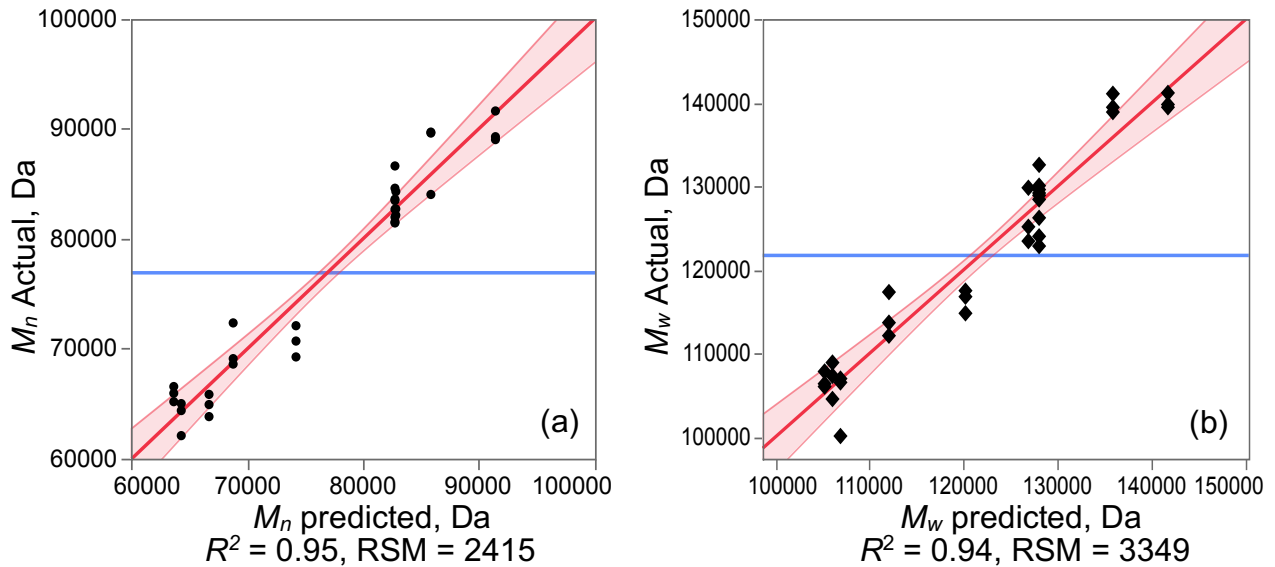 100000
90000
80000
70000
60000
Mn Actual, Da
(a)
60000 70000 80000 90000 100000
Mn predicted, Da
R² = 0.95, RSM = 2415
150000
140000
130000
120000
110000
100000
Mw Actual, Da
(b)
100000 110000 120000 130000 140000 150000
Mw predicted, Da
R² = 0.94, RSM = 3349